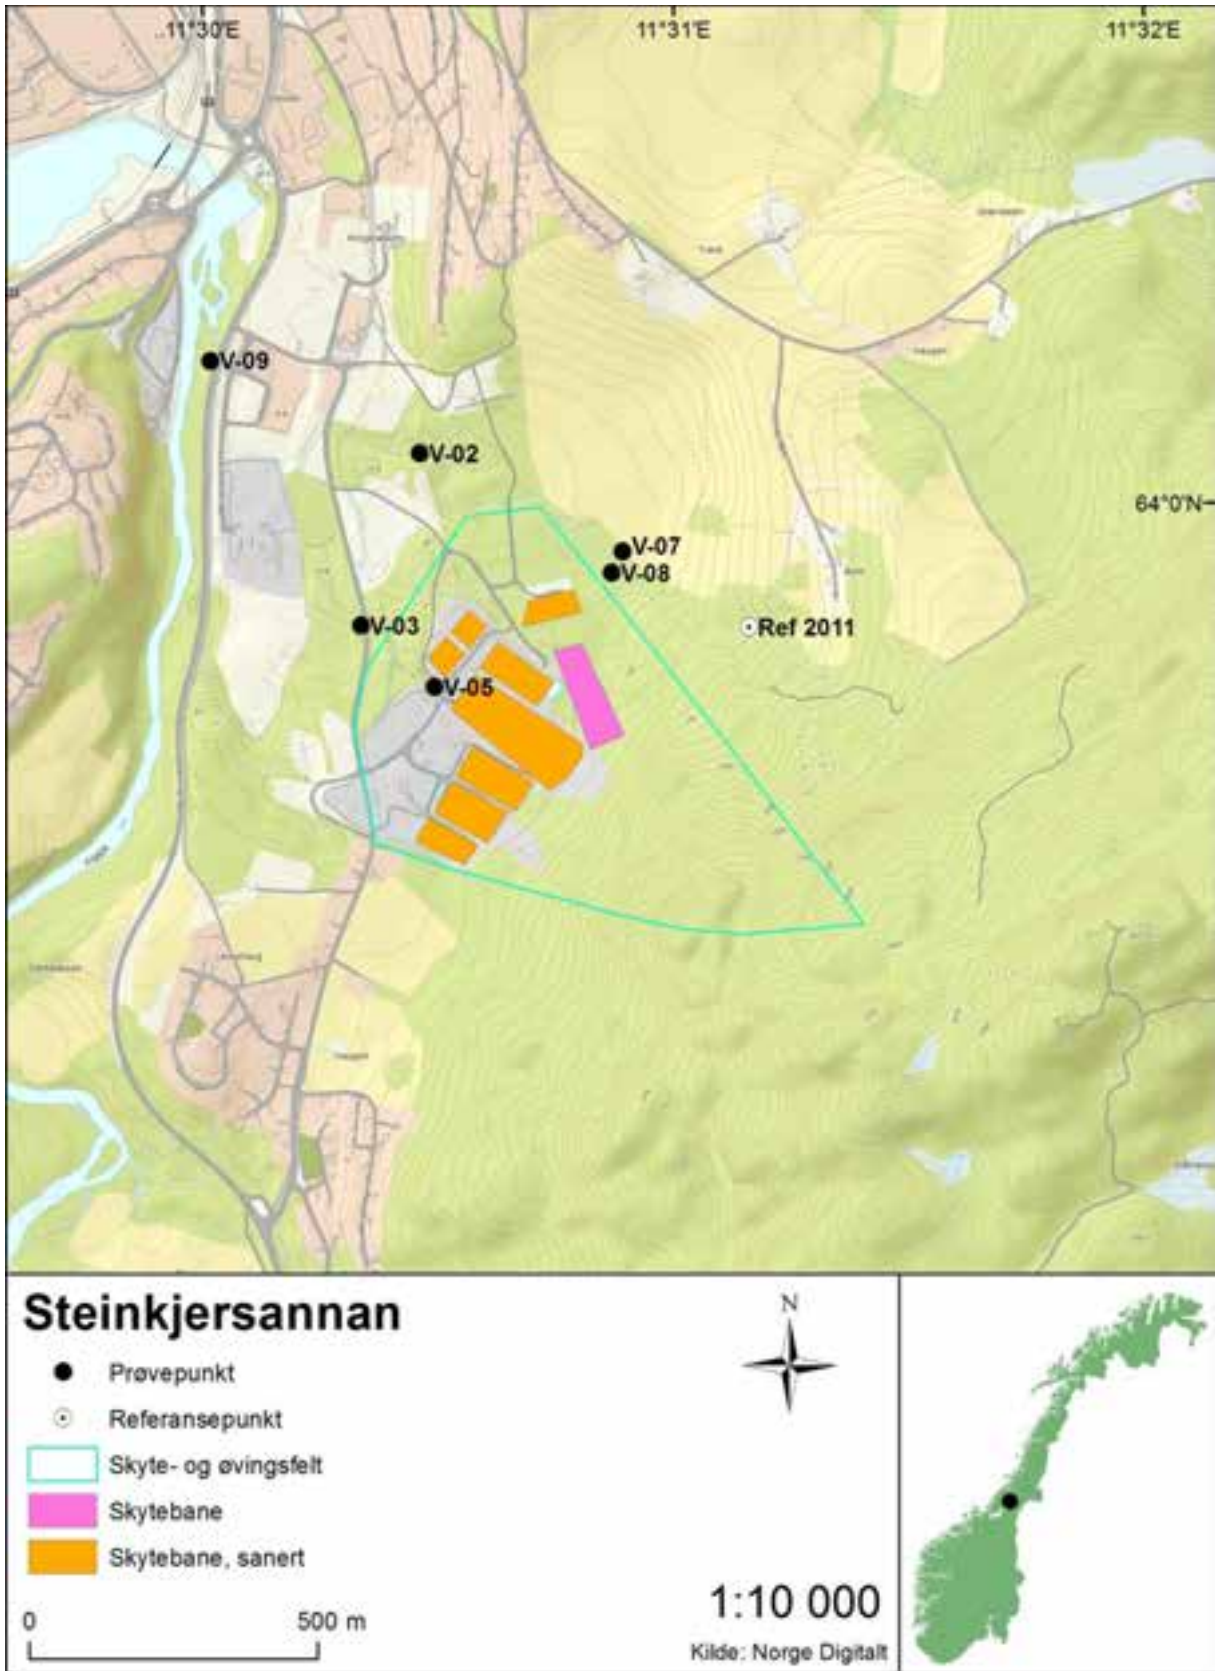 11°30'E
11°31'E
11°32'E
V-09
V-02
64°0'N
V-07
V-08
V-03
Ref 2011
V-05
Steinkjersannan
N
Prøvepunkt
Referansepunkt
Skyte- og øvingsfelt
Skytebane
Skytebane, sanert
0 500 m
1:10 000
Kilde: Norge Digitalt